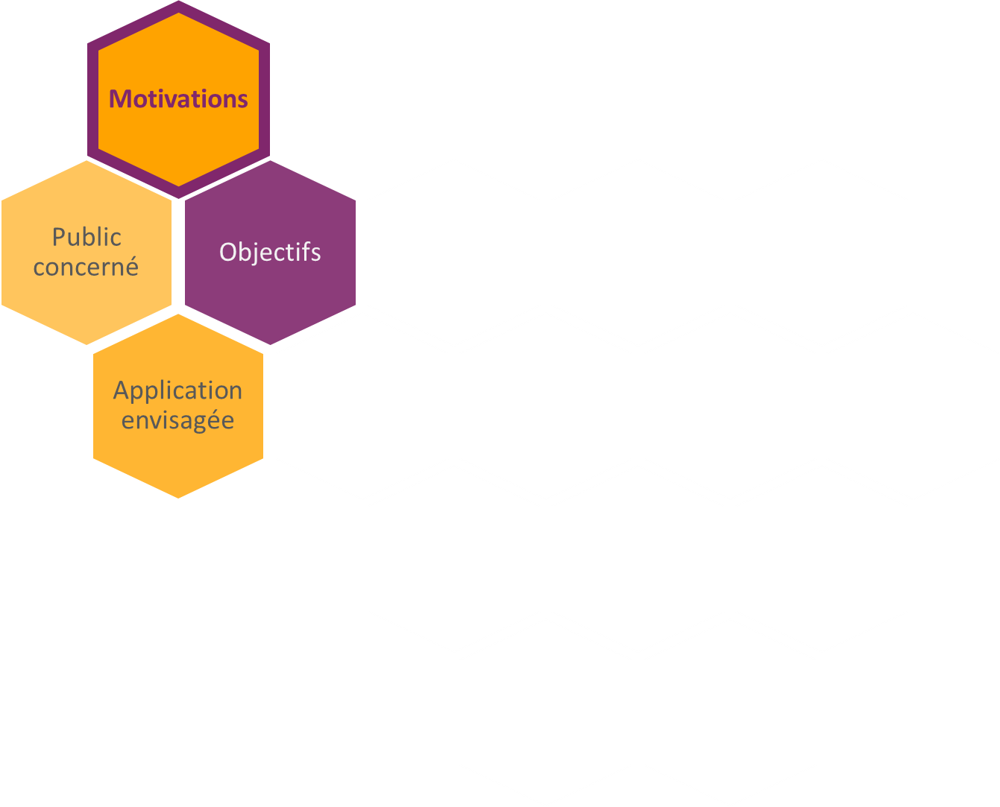 Motivations
Public
concerné
Objectifs
Application
envisagée